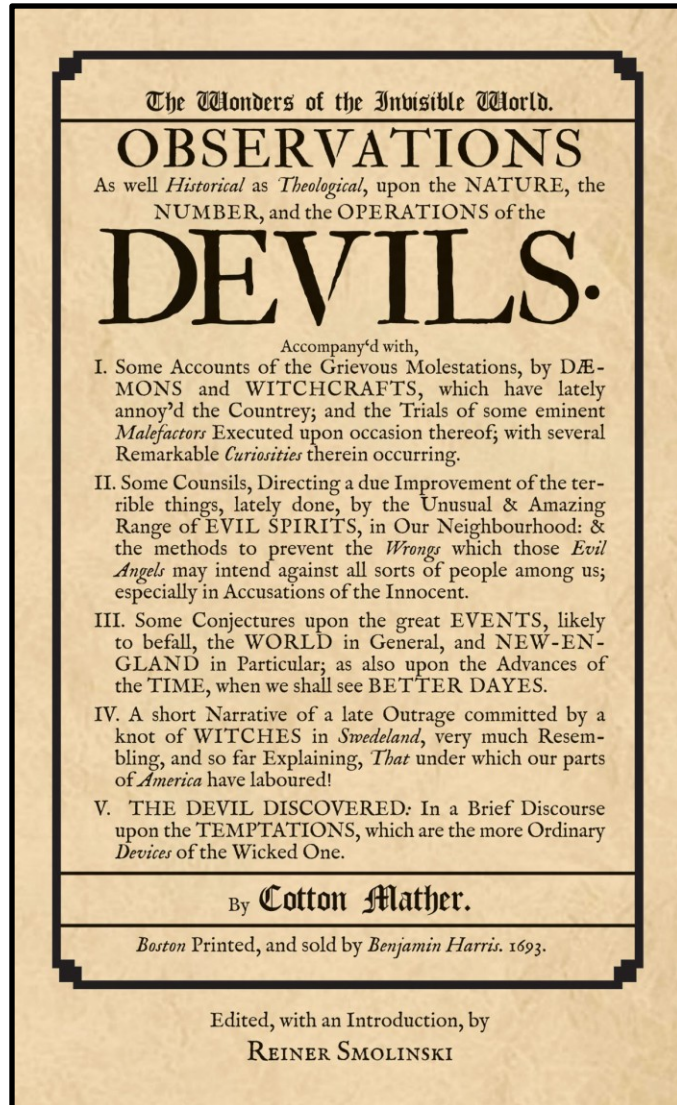 The Wonders of the Invisible World.
OBSERVATIONS
As well Historical as Theological, upon the NATURE, the
NUMBER, and the OPERATIONS of the
DEVILS.
Accompany‘d with,
I. Some Accounts of the Grievous Molestations, by DÆ-
MONS and WITCHCRAFTS, which have lately
annoy’d the Countrey; and the Trials of some eminent
Malefactors Executed upon occasion thereof; with several
Remarkable Curiosities therein occurring.
II. Some Counsils, Directing a due Improvement of the ter-
rible things, lately done, by the Unusual & Amazing
Range of EVIL SPIRITS, in Our Neighbourhood: &
the methods to prevent the Wrongs which those Evil
Angels may intend against all sorts of people among us;
especially in Accusations of the Innocent.
III. Some Conjectures upon the great EVENTS, likely
to befall, the WORLD in General, and NEW-EN-
GLAND in Particular; as also upon the Advances of
the TIME, when we shall see BETTER DAYES.
IV. A short Narrative of a late Outrage committed by a
knot of WITCHES in Swedeland, very much Resem-
bling, and so far Explaining, That under which our parts
of America have laboured!
V. THE DEVIL DISCOVERED: In a Brief Discourse
upon the TEMPTATIONS, which are the more Ordinary
Devices of the Wicked One.
By Cotton Mather.
Boston Printed, and sold by Benjamin Harris. 1693.
Edited, with an Introduction, by
REINER SMOLINSKI